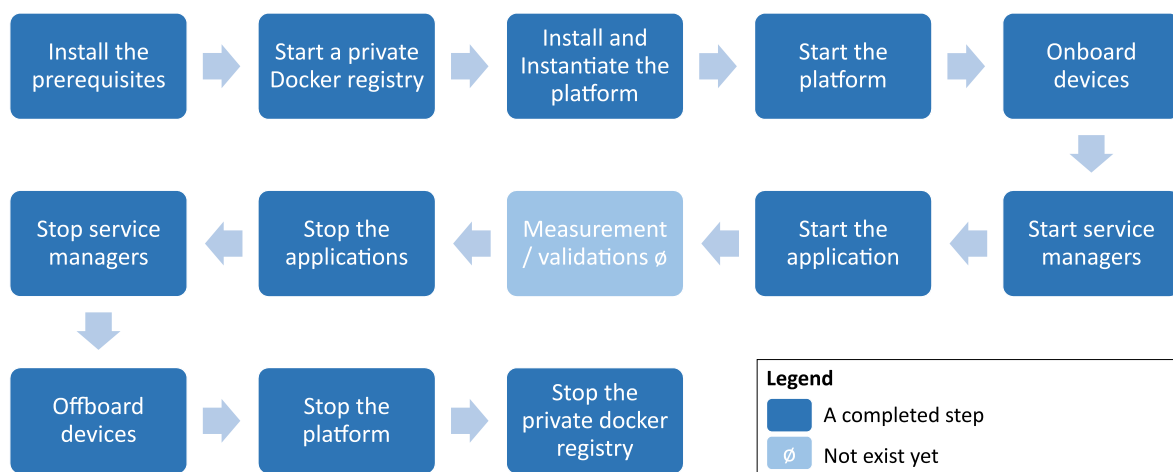 Install the
prerequisites
Start a private
Docker registry
Install and
Instantiate the
platform
Start the
platform
Onboard
devices
Start service
managers
Start the
application
Measurement
/ validations ø
Stop the
applications
Stop service
managers
Offboard
devices
Stop the
platform
Stop the
private docker
registry
Legend
A completed step
ø Not exist yet